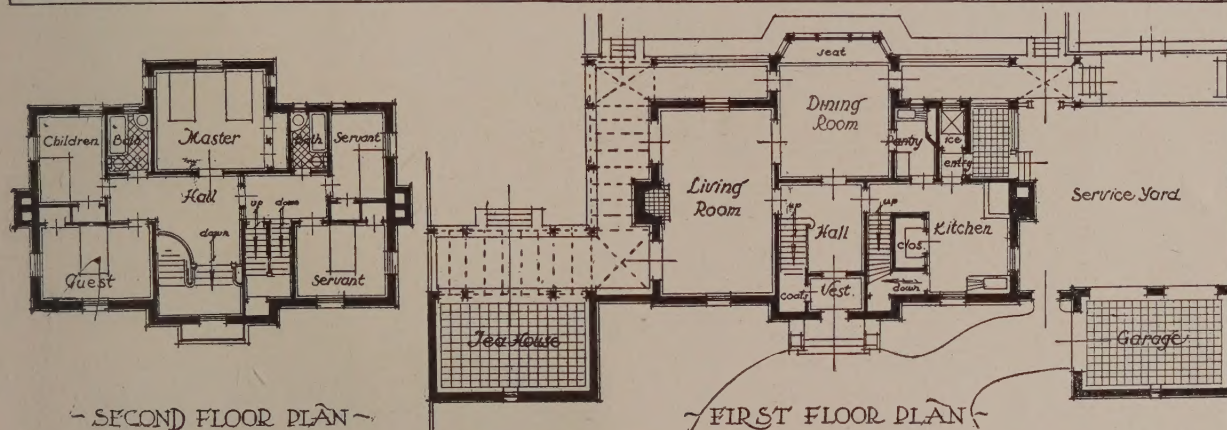 Children
Bath
Master
Bath
Servant
Hall
up
down
down
Guest
Servant
~ SECOND FLOOR PLAN ~
seat
Dining
Room
Pantry
ice
entry
Living
Room
up
Hall
up
clos.
Kitchen
down
coats
Vest.
Service Yard
Tea House
Garage
~ FIRST FLOOR PLAN ~